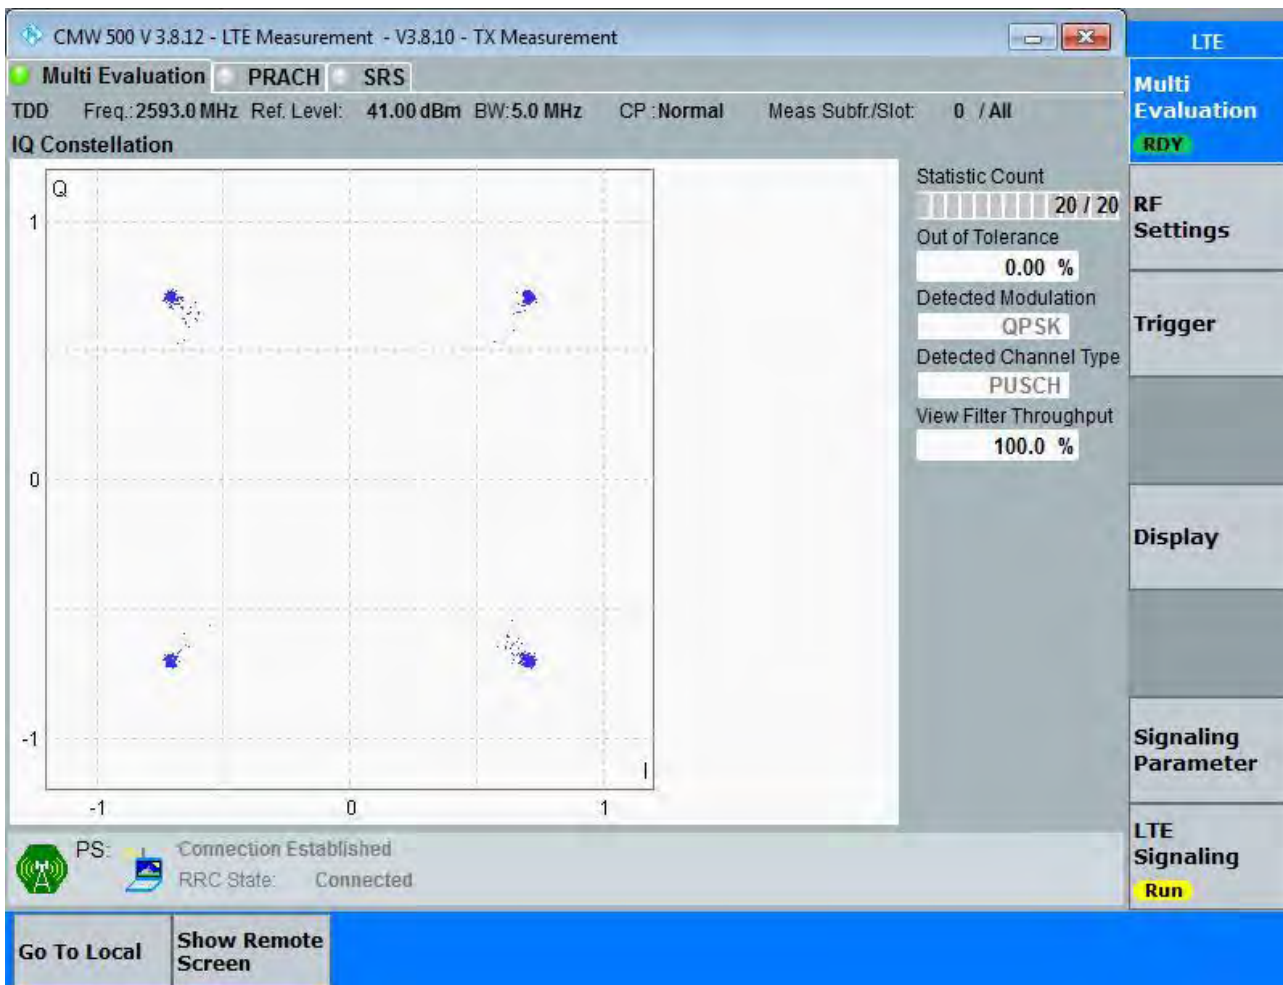 CMW 500 V 3.8.12 - LTE Measurement - V3.8.10 - TX Measurement
Multi Evaluation PRACH SRS
TDD Freq.: 2593.0 MHz Ref. Level: 41.00 dBm BW: 5.0 MHz CP : Normal Meas Subfr./Slot: 0 / All
IQ Constellation
Q
1
0
-1
I
-1 0 1
Statistic Count
20 / 20
Out of Tolerance
0.00 %
Detected Modulation
QPSK
Detected Channel Type
PUSCH
View Filter Throughput
100.0 %
PS: Connection Established
RRC State: Connected
LTE
Multi
Evaluation
RDY
RF
Settings
Trigger
Display
Signaling
Parameter
LTE
Signaling
Run
Go To Local
Show Remote
Screen